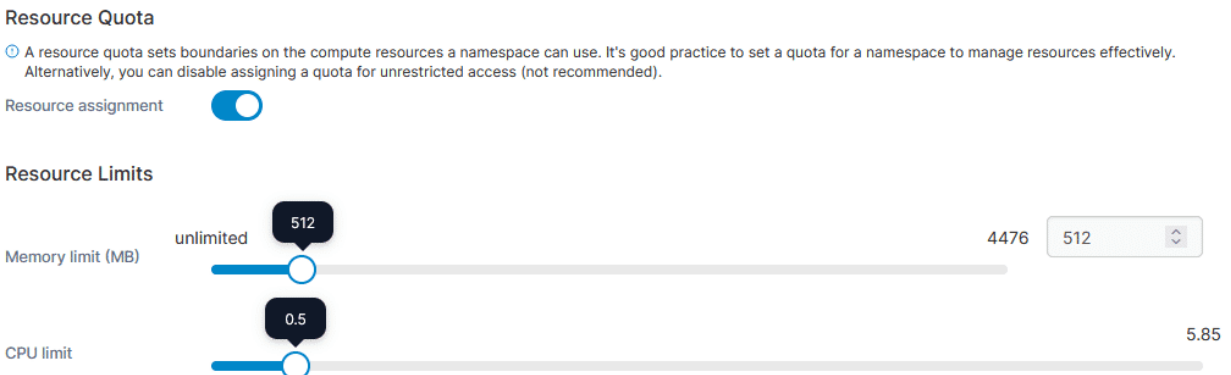 Resource Quota
A resource quota sets boundaries on the compute resources a namespace can use. It's good practice to set a quota for a namespace to manage resources effectively.
Alternatively, you can disable assigning a quota for unrestricted access (not recommended).
Resource assignment
Resource Limits
512
unlimited 4476 512
Memory limit (MB)
0.5
5.85
CPU limit